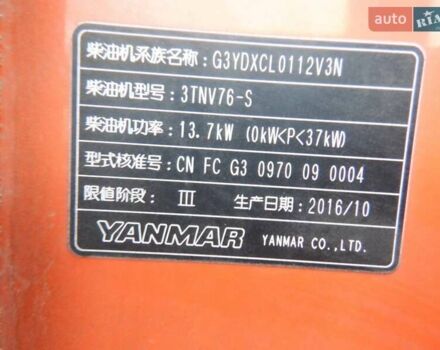 auto RIA
柴油机系族名称：G3YDXCL0112V3N
柴油机型号：3TNV76-S
柴油机功率：13.7kW (0kW<P<37kW)
型式核准号：CN FC G3 0970 09 0004
限值阶段： III 生产日期：2016/10
YANMAR YANMAR CO.,LTD.